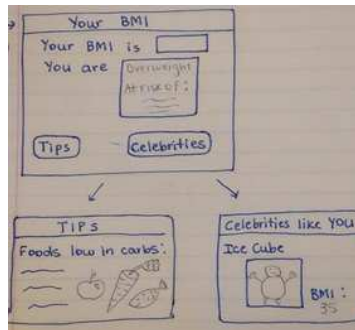 Your BMI
Your BMI is
You are
Overweight
At risk of:
Tips
Celebrities
TIPS
Foods low in carbs:
Celebrities like YOU
Ice Cube
BMI:
35